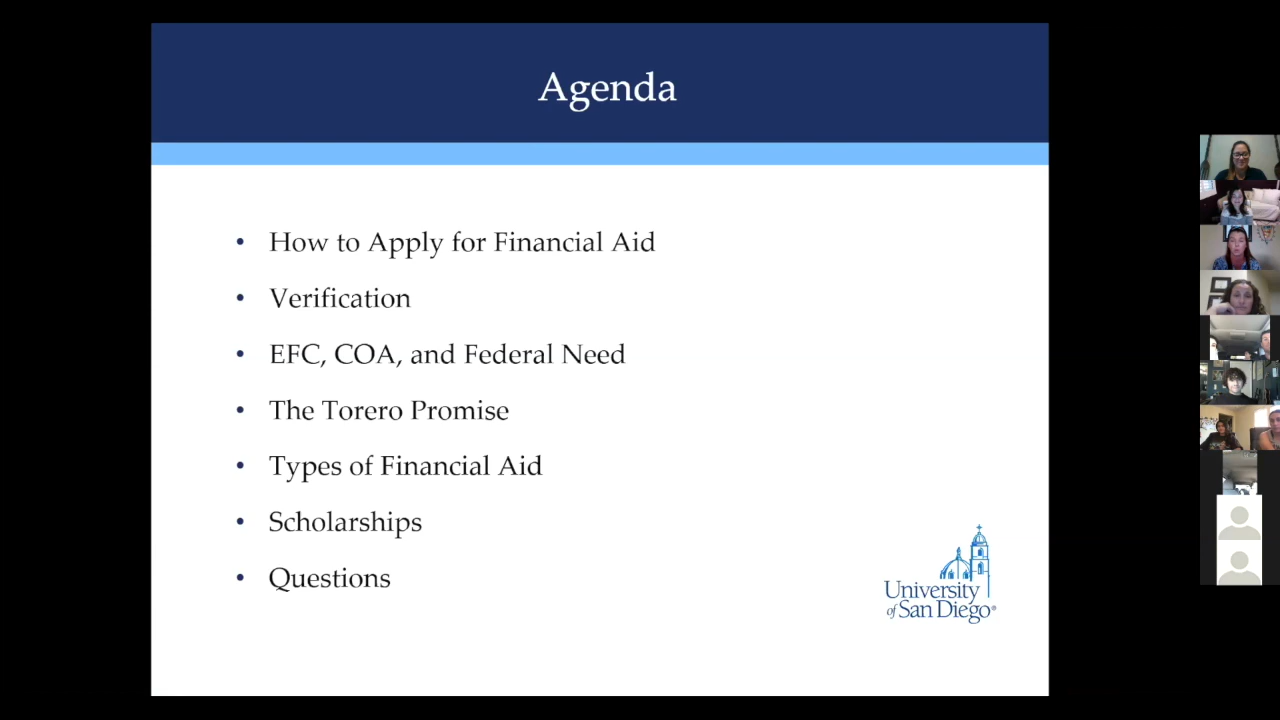 Agenda
• How to Apply for Financial Aid
• Verification
• EFC, COA, and Federal Need
• The Torero Promise
• Types of Financial Aid
• Scholarships
• Questions
University
of San Diego®